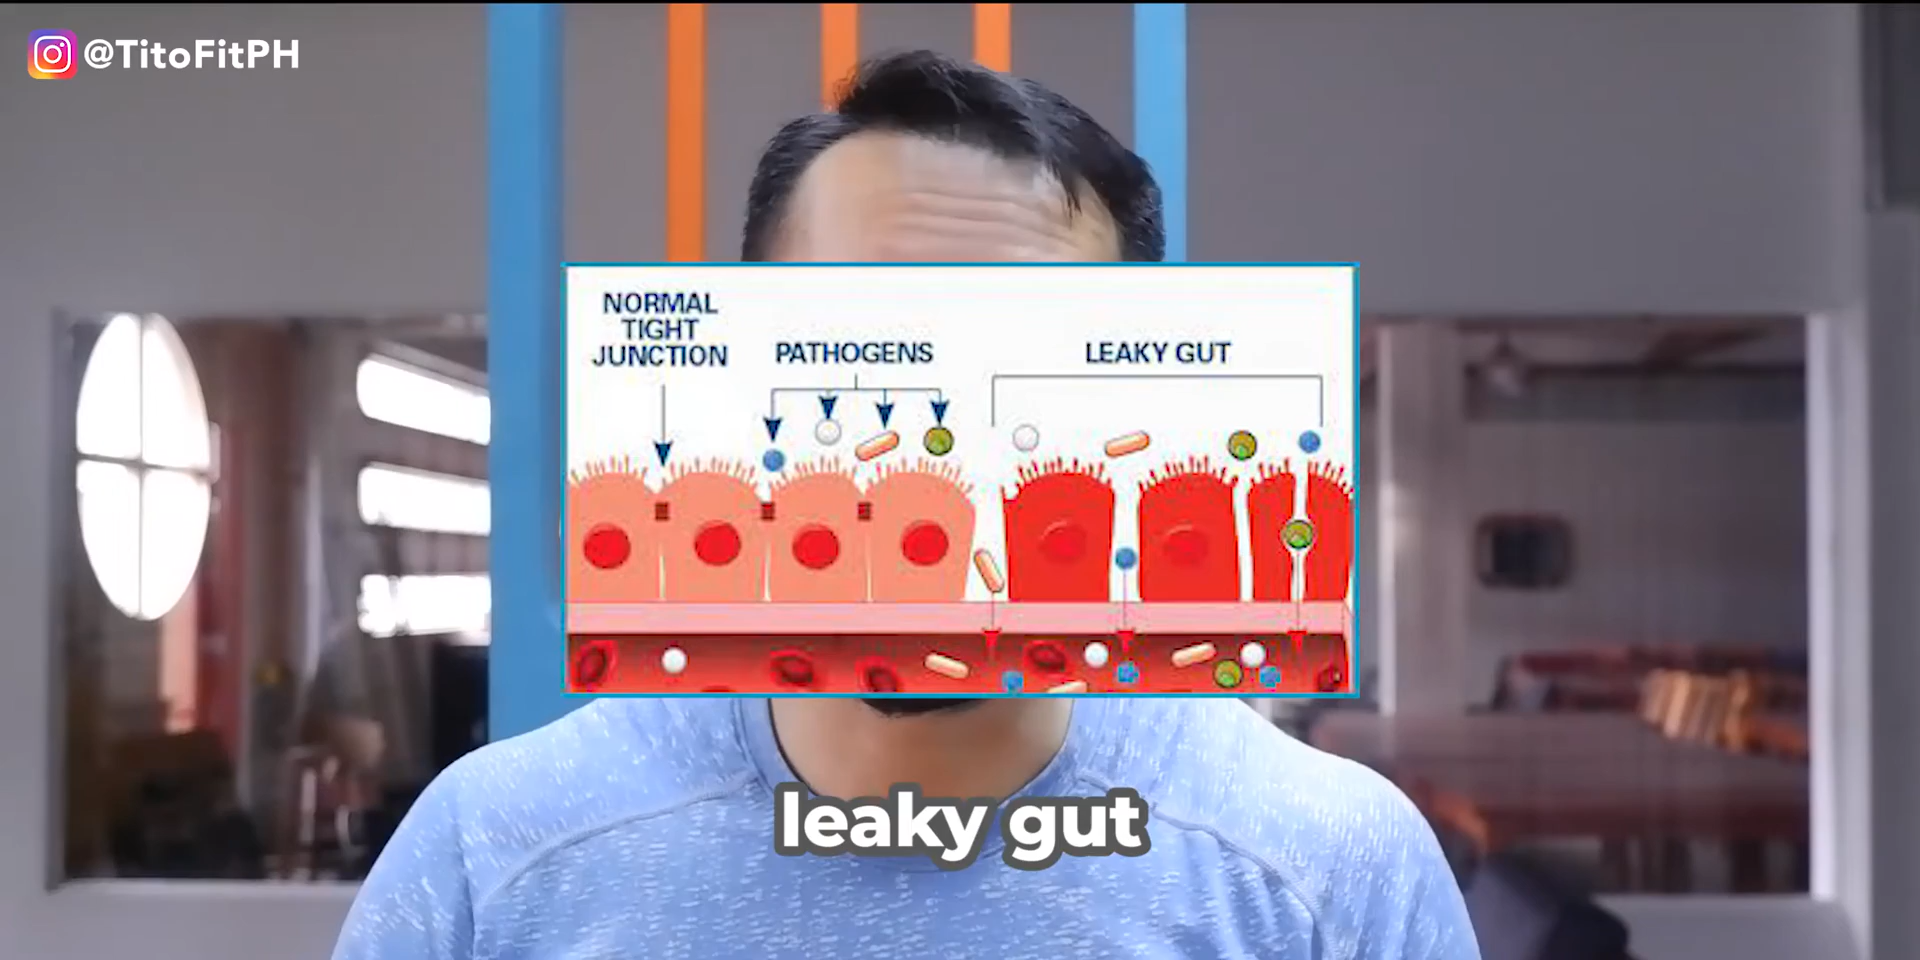 @TitoFitPH
NORMAL
TIGHT
JUNCTION
PATHOGENS
LEAKY GUT
leaky gut